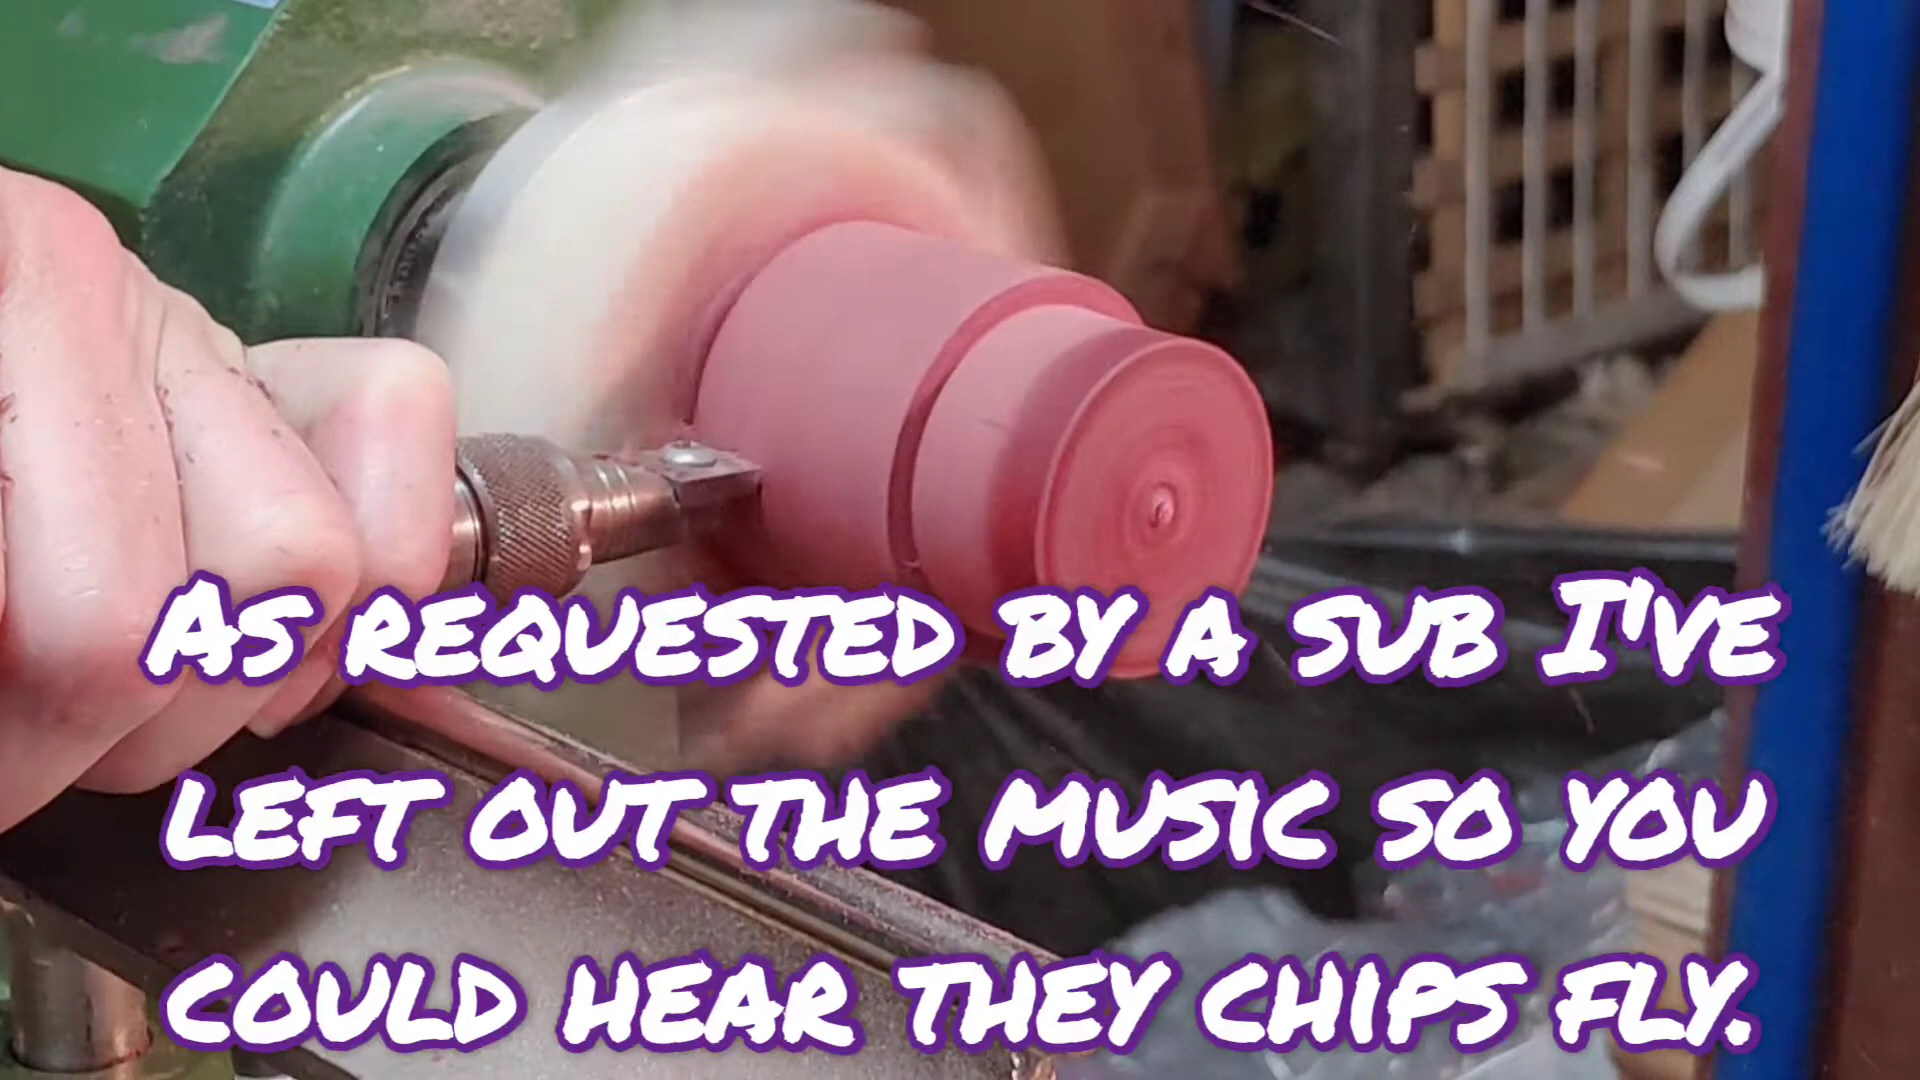 As requested by a sub I've
left out the music so you
could hear they chips fly.